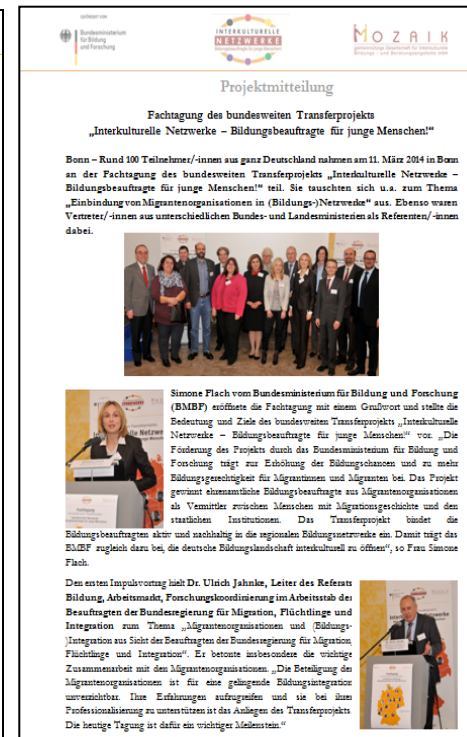 GEFÖRDERT VOM
Bundesministerium
für Bildung
und Forschung
INTERKULTURELLE
NETZWERKE
Bildungsbeauftragte für junge Menschen!
MOZAIK
gemeinnützige Gesellschaft für interkulturelle
Bildungs- und Beratungsangebote mbH
Projektmitteilung
Fachtagung des bundesweiten Transferprojekts
„Interkulturelle Netzwerke – Bildungsbeauftragte für junge Menschen!“
Bonn – Rund 100 Teilnehmer/-innen aus ganz Deutschland nahmen am 11. März 2014 in Bonn
an der Fachtagung des bundesweiten Transferprojekts „Interkulturelle Netzwerke –
Bildungsbeauftragte für junge Menschen!“ teil. Sie tauschten sich u.a. zum Thema
„Einbindung von Migrantenorganisationen in (Bildungs-)Netzwerke“ aus. Ebenso waren
Vertreter/-innen aus unterschiedlichen Bundes- und Landesministerien als Referenten/-innen
dabei.
Simone Flach vom Bundesministerium für Bildung und Forschung
(BMBF) eröffnete die Fachtagung mit einem Grußwort und stellte die
Bedeutung und Ziele des bundesweiten Transferprojekts „Interkulturelle
Netzwerke – Bildungsbeauftragte für junge Menschen!“ vor. „Die
Förderung des Projekts durch das Bundesministerium für Bildung und
Forschung trägt zur Erhöhung der Bildungschancen und zu mehr
Bildungsgerechtigkeit für Migrantinnen und Migranten bei. Das Projekt
gewinnt ehrenamtliche Bildungsbeauftragte aus Migrantenorganisationen
als Vermittler zwischen Menschen mit Migrationsgeschichte und den
staatlichen Institutionen. Das Transferprojekt bindet die
Bildungsbeauftragten aktiv und nachhaltig in die regionalen Bildungsnetzwerke ein. Damit trägt das
BMBF zugleich dazu bei, die deutsche Bildungslandschaft interkulturell zu öffnen“, so Frau Simone
Flach.
Den ersten Impulsvortrag hielt Dr. Ulrich Jahnke, Leiter des Referats
Bildung, Arbeitsmarkt, Forschungskoordinierung im Arbeitsstab der
Beauftragten der Bundesregierung für Migration, Flüchtlinge und
Integration zum Thema „Migrantenorganisationen und (Bildungs-
)Integration aus Sicht der Beauftragten der Bundesregierung für Migration,
Flüchtlinge und Integration“. Er betonte insbesondere die wichtige
Zusammenarbeit mit den Migrantenorganisationen. „Die Beteiligung der
Migrantenorganisationen ist für eine gelingende Bildungsintegration
unverzichtbar. Ihre Erfahrungen aufzugreifen und sie bei ihrer
Professionalisierung zu unterstützen ist das Anliegen des Transferprojekts.
Die heutige Tagung ist dafür ein wichtiger Meilenstein.“